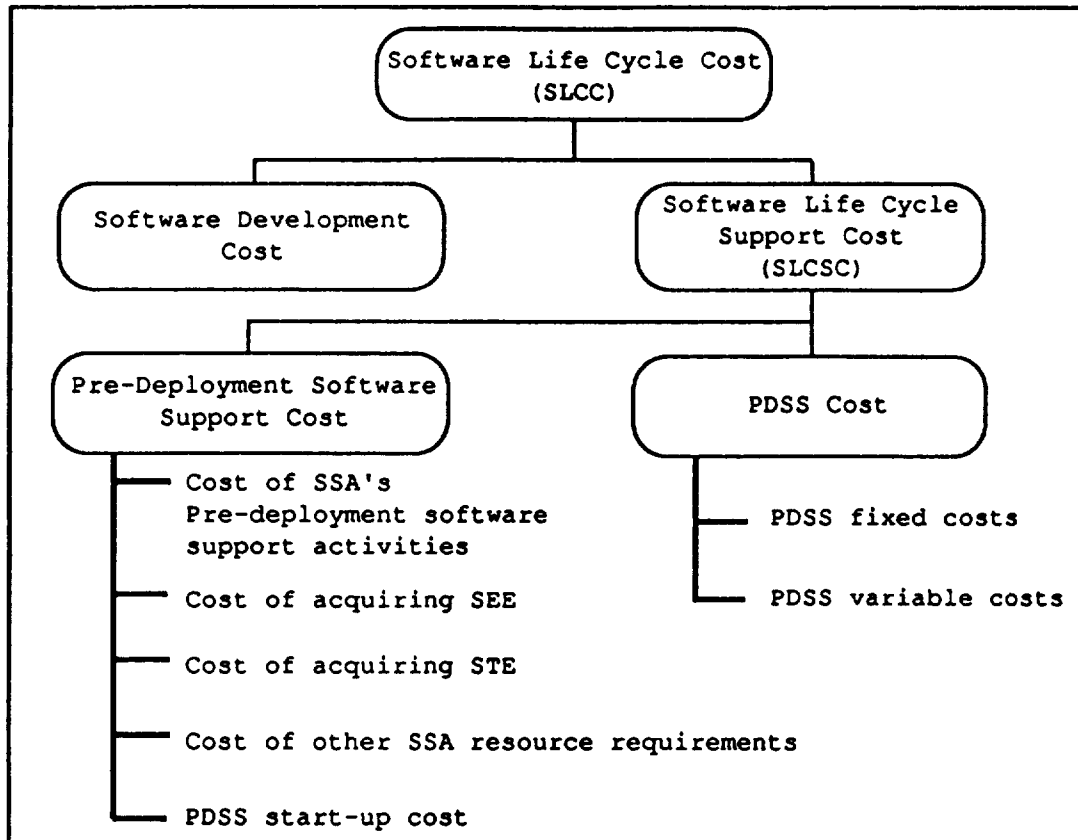 Software Life Cycle Cost
(SLCC)
Software Development
Cost
Software Life Cycle
Support Cost
(SLCSC)
Pre-Deployment Software
Support Cost
PDSS Cost
Cost of SSA's
Pre-deployment software
support activities
Cost of acquiring SEE
Cost of acquiring STE
Cost of other SSA resource requirements
PDSS start-up cost
PDSS fixed costs
PDSS variable costs